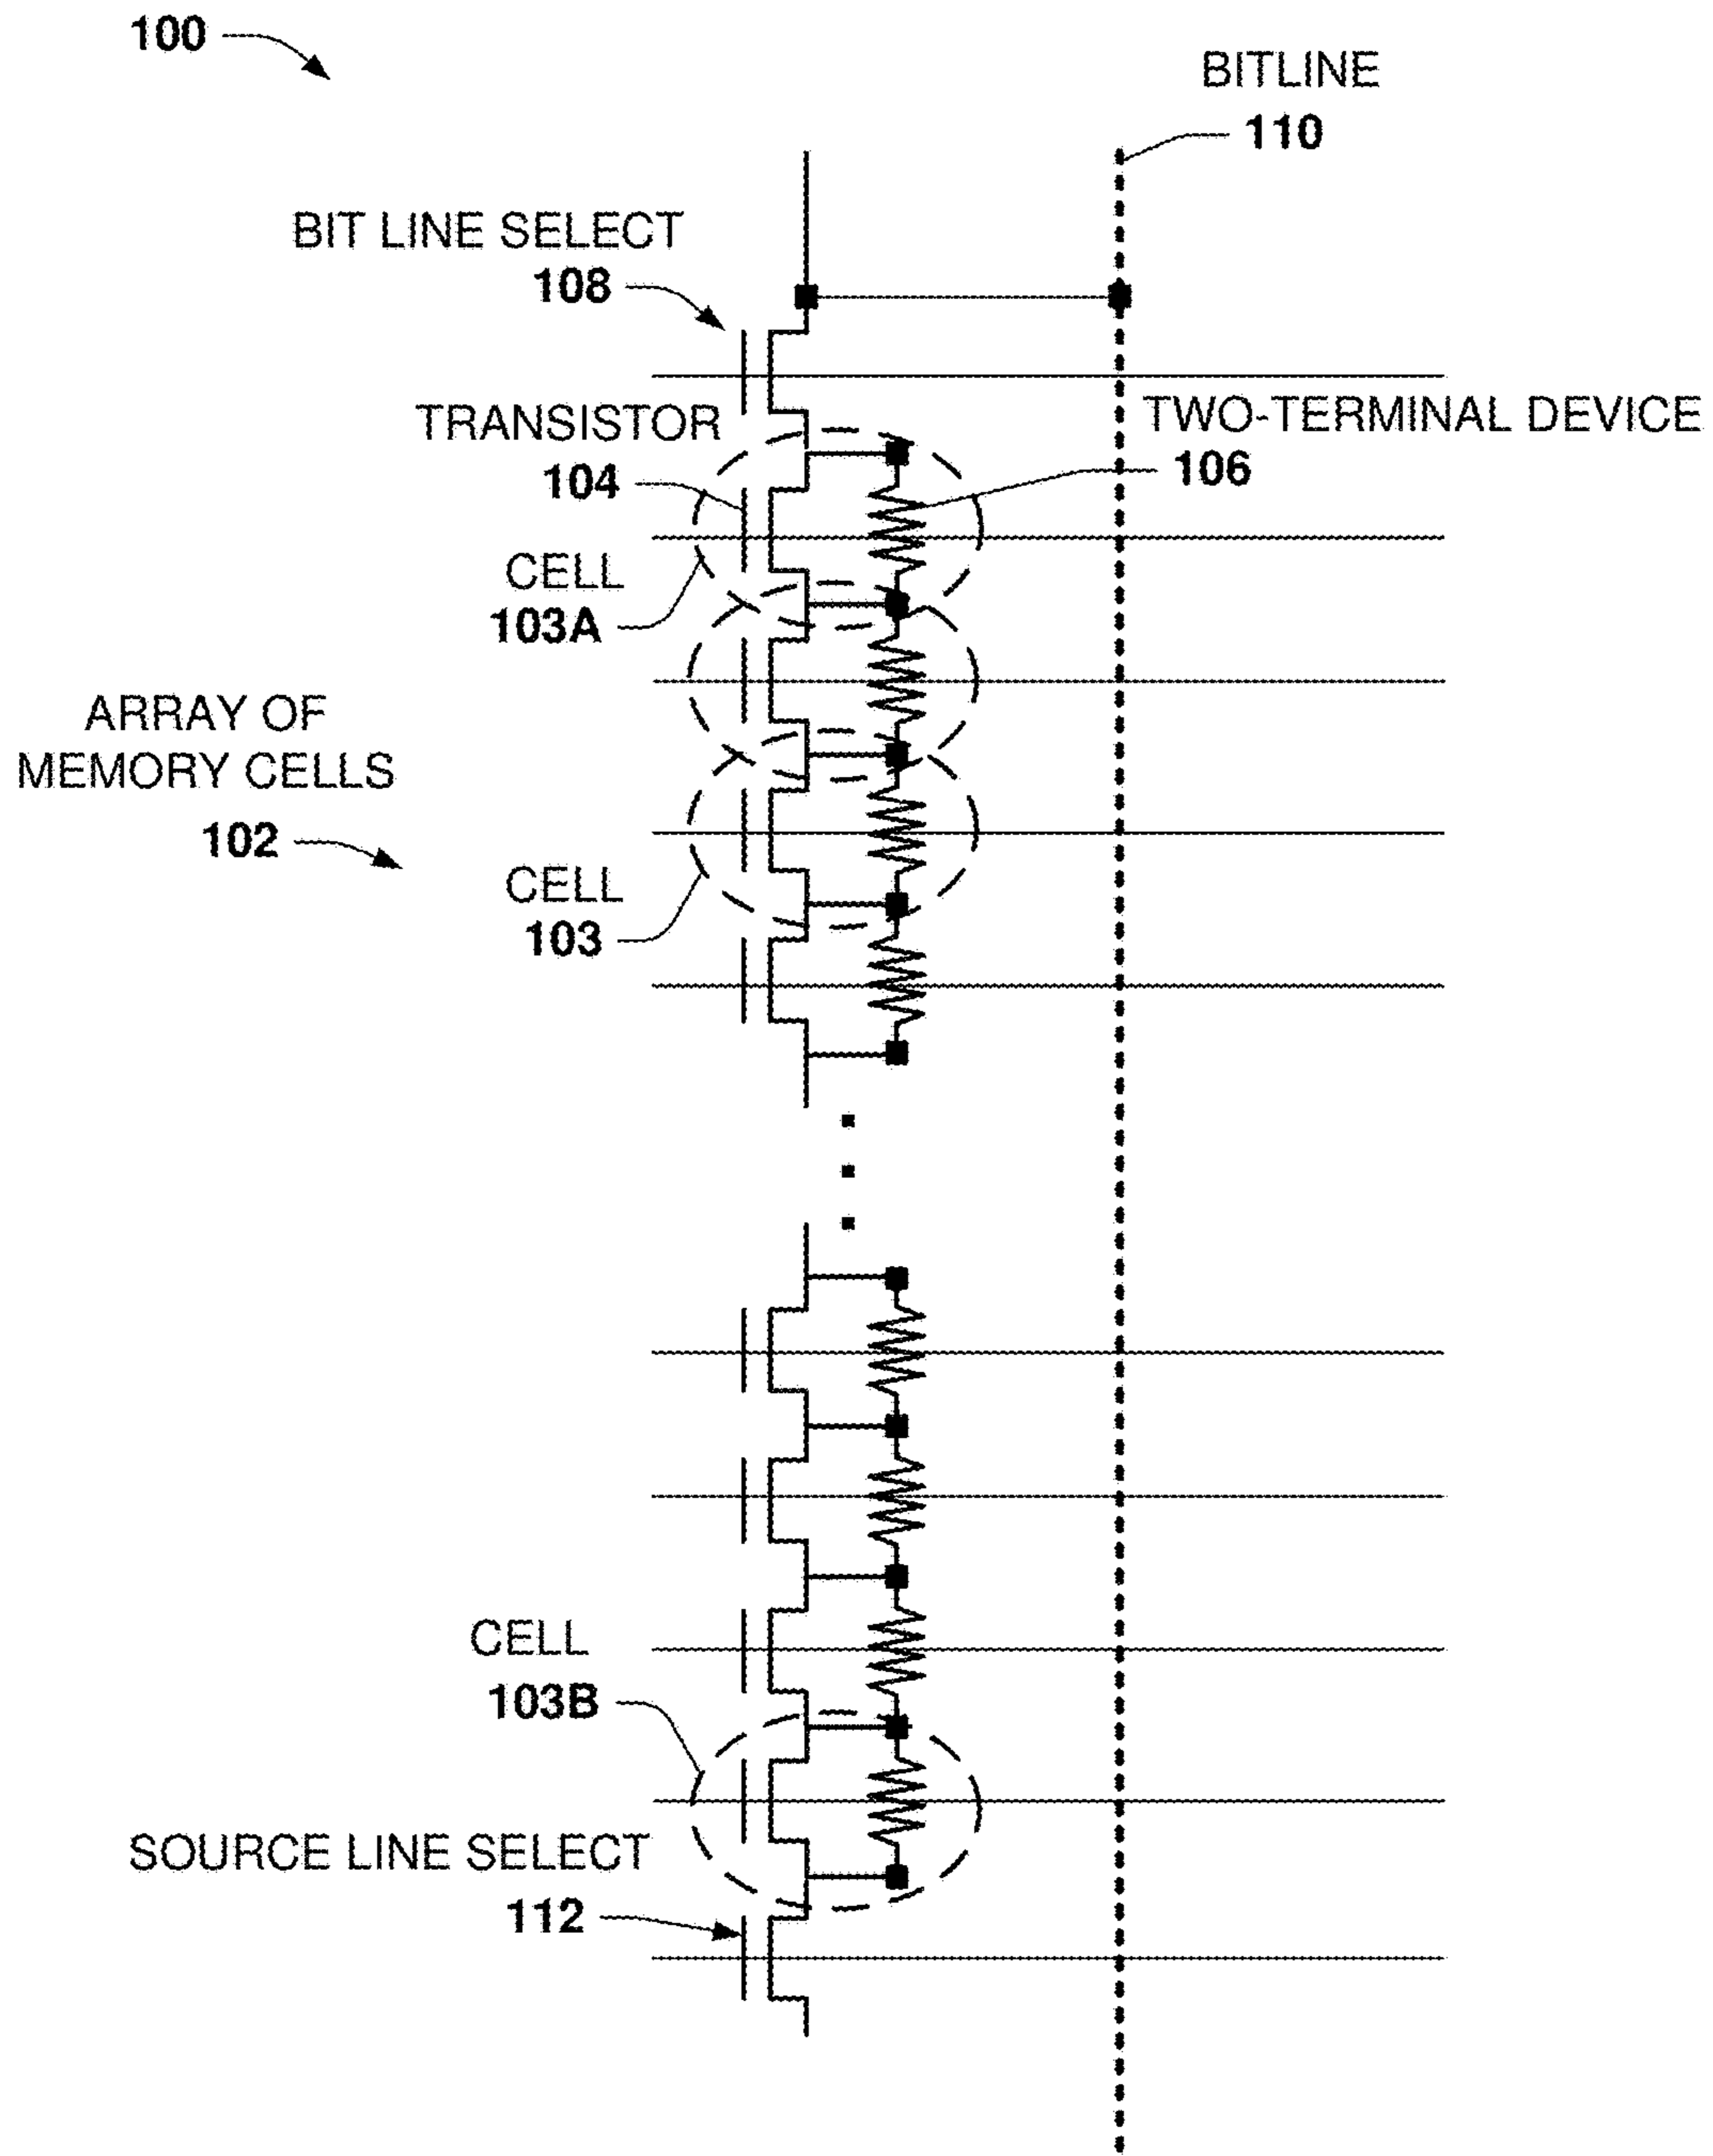 100
BITLINE
110
BIT LINE SELECT
108
TRANSISTOR
104
TWO-TERMINAL DEVICE
106
CELL
103A
ARRAY OF
MEMORY CELLS
102
CELL
103
CELL
103B
SOURCE LINE SELECT
112